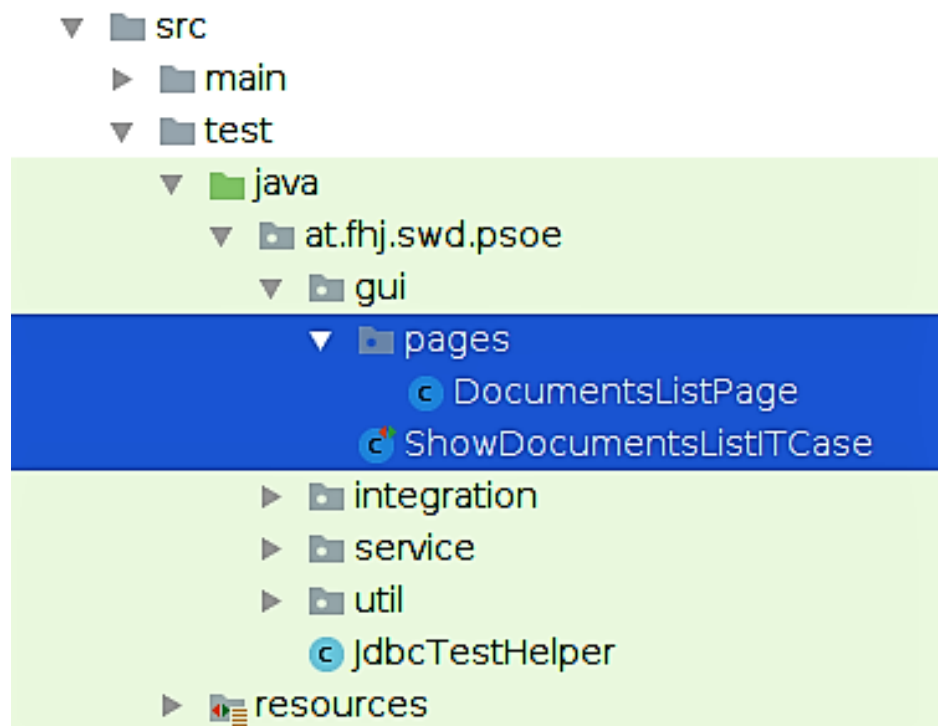 src
main
test
java
at.fhj.swd.psoe
gui
pages
DocumentsListPage
ShowDocumentsListITCase
integration
service
util
JdbcTestHelper
resources